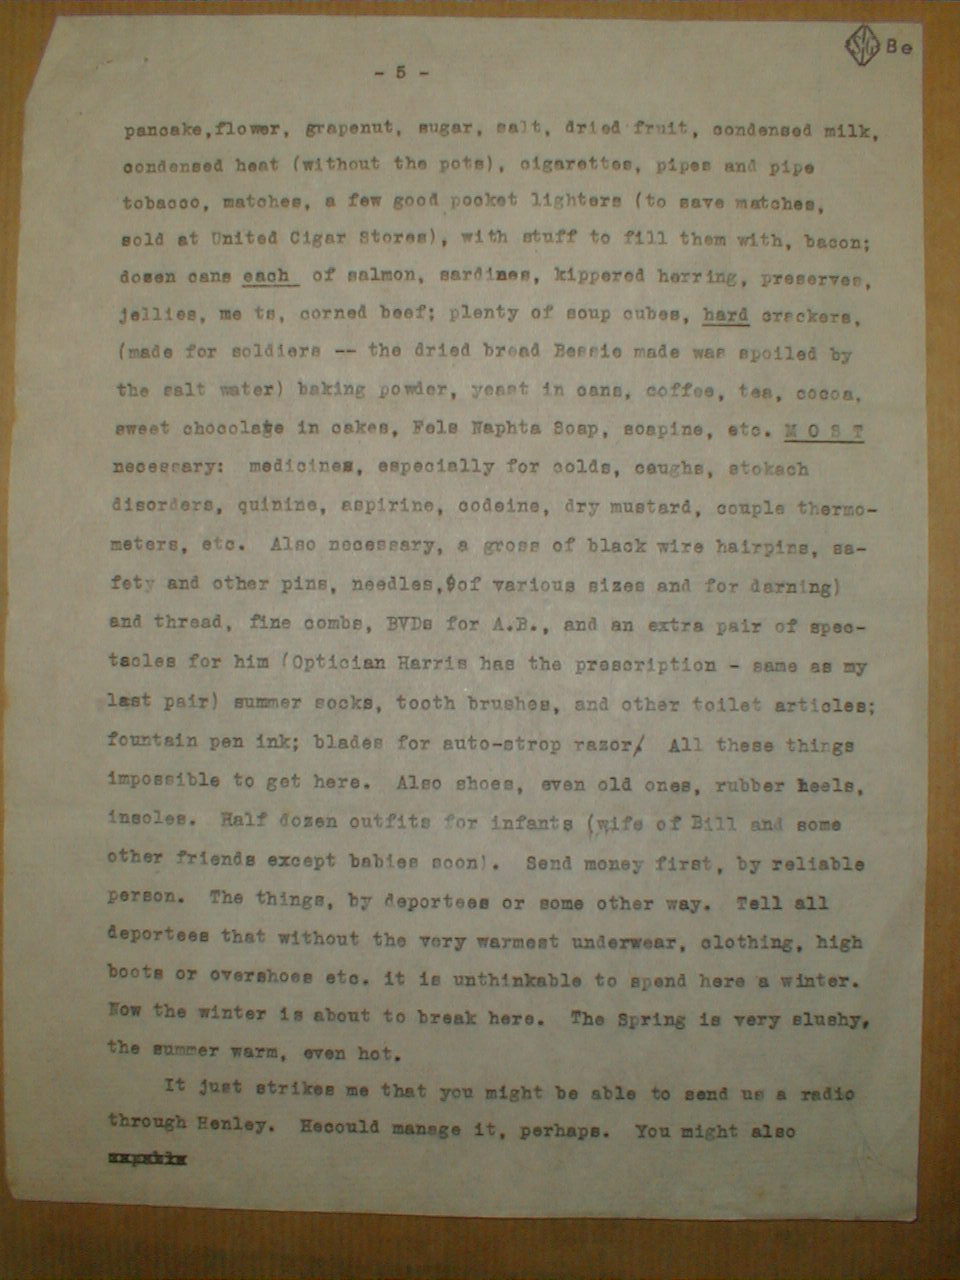 - 5 -
SG Be
pancake,flower, grapenut, sugar, salt, dried fruit, condensed milk,
condensed heat (without the pots), cigarettes, pipes and pipe
tobacco, matches, a few good pocket lighters (to save matches,
sold at United Cigar Stores), with stuff to fill them with, bacon;
dozen cans each of salmon, sardines, kippered herring, preserves,
jellies, me ts, corned beef; plenty of soup cubes, hard crackers,
(made for soldiers -- the dried bread Bessie made was spoiled by
the salt water) baking powder, yeast in cans, coffee, tea, cocoa,
sweet chocolate in cakes, Fels Naphta Soap, soapine, etc. M O S T
necessary: medicines, especially for colds, caughs, stokach
disorders, quinine, aspirine, codeine, dry mustard, couple thermo-
meters, etc. Also necessary, a gross of black wire hairpins, sa-
fety and other pins, needles,(of various sizes and for darning)
and thread, fine combs, BVDs for A.B., and an extra pair of spec-
tacles for him (Optician Harris has the prescription - same as my
last pair) summer socks, tooth brushes, and other toilet articles;
fountain pen ink; blades for auto-strop razor/ All these things
impossible to get here. Also shoes, even old ones, rubber heels,
insoles. Half dozen outfits for infants (wife of Bill and some
other friends except babies soon). Send money first, by reliable
person. The things, by deportees or some other way. Tell all
deportees that without the very warmest underwear, clothing, high
boots or overshoes etc. it is unthinkable to spend here a winter.
Now the winter is about to break here. The Spring is very slushy,
the summer warm, even hot.
It just strikes me that you might be able to send us a radio
through Henley. Hecould manage it, perhaps. You might also